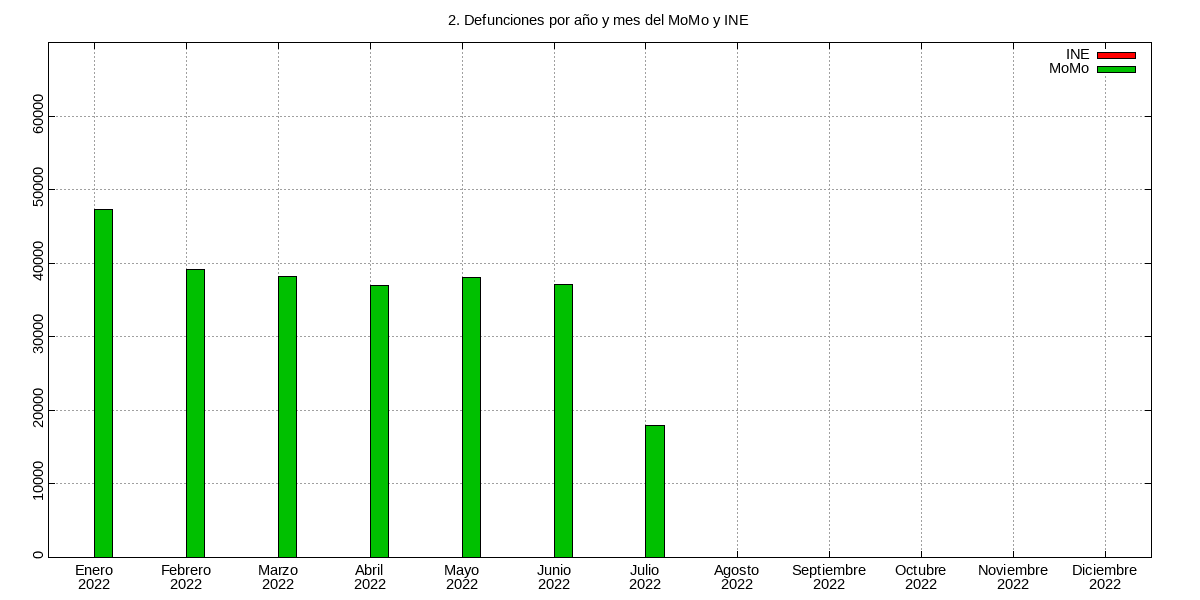 2. Defunciones por año y mes del MoMo y INE
INE
MoMo
60000
50000
40000
30000
20000
10000
0
Enero Febrero Marzo Abril Mayo Junio Julio Agosto Septiembre Octubre Noviembre Diciembre
2022 2022 2022 2022 2022 2022 2022 2022 2022 2022 2022 2022